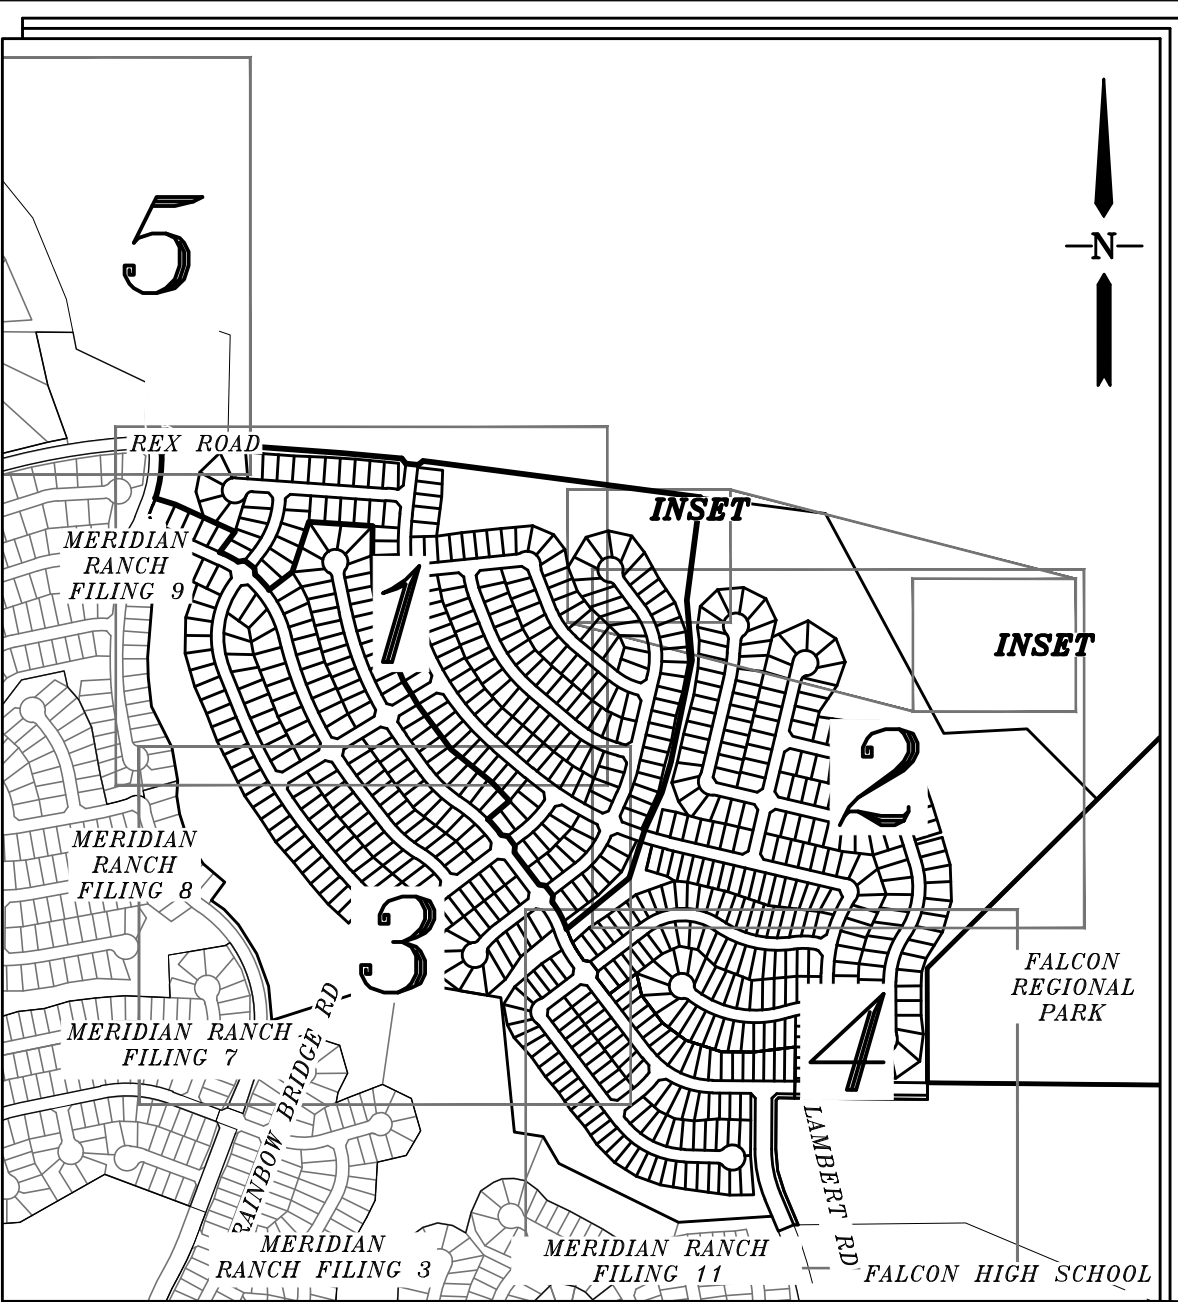 5
N
REX ROAD
INSET
MERIDIAN
RANCH
FILING 9
1
INSET
2
MERIDIAN
RANCH
FILING 8
3
FALCON
REGIONAL
PARK
MERIDIAN RANCH
FILING 7
4
RAINBOW BRIDGE RD
LAMBERT RD
MERIDIAN
RANCH FILING 3
MERIDIAN RANCH
FILING 11
FALCON HIGH SCHOOL